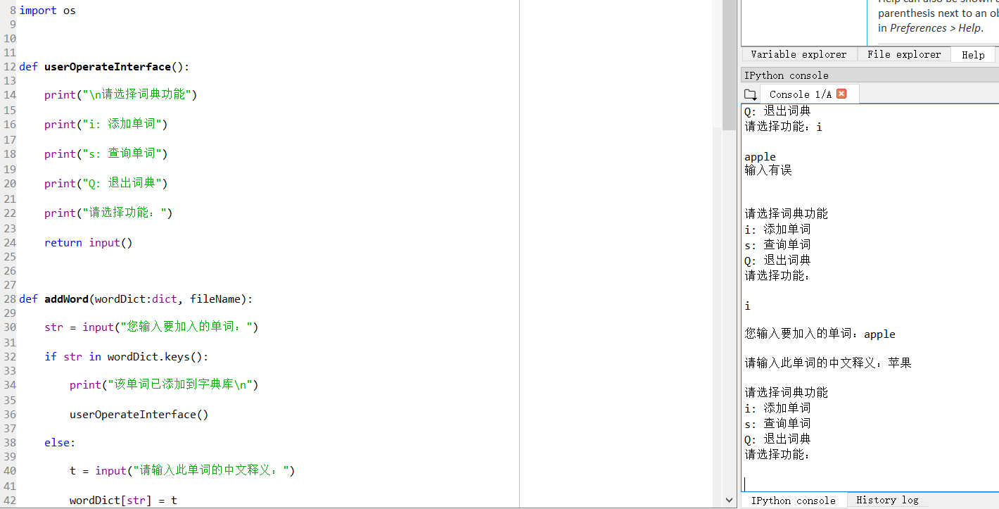 8 import os
9
10
11
12 def userOperateInterface():
13
14 print("\n请选择词典功能")
15
16 print("i: 添加单词")
17
18 print("s: 查询单词")
19
20 print("Q: 退出词典")
21
22 print("请选择功能：")
23
24 return input()
25
26
27
28 def addWord(wordDict:dict, fileName):
29
30 str = input("您输入要加入的单词：")
31
32 if str in wordDict.keys():
33
34 print("该单词已添加到字典库\n")
35
36 userOperateInterface()
37
38 else:
39
40 t = input("请输入此单词的中文释义：")
41
42 wordDict[str] = t
parenthesis next to an ob
in Preferences > Help.
Variable explorer File explorer Help
IPython console
Console 1/A
Q: 退出词典
请选择功能：i
apple
输入有误
请选择词典功能
i: 添加单词
s: 查询单词
Q: 退出词典
请选择功能：
i
您输入要加入的单词：apple
请输入此单词的中文释义：苹果
请选择词典功能
i: 添加单词
s: 查询单词
Q: 退出词典
请选择功能：
IPython console History log